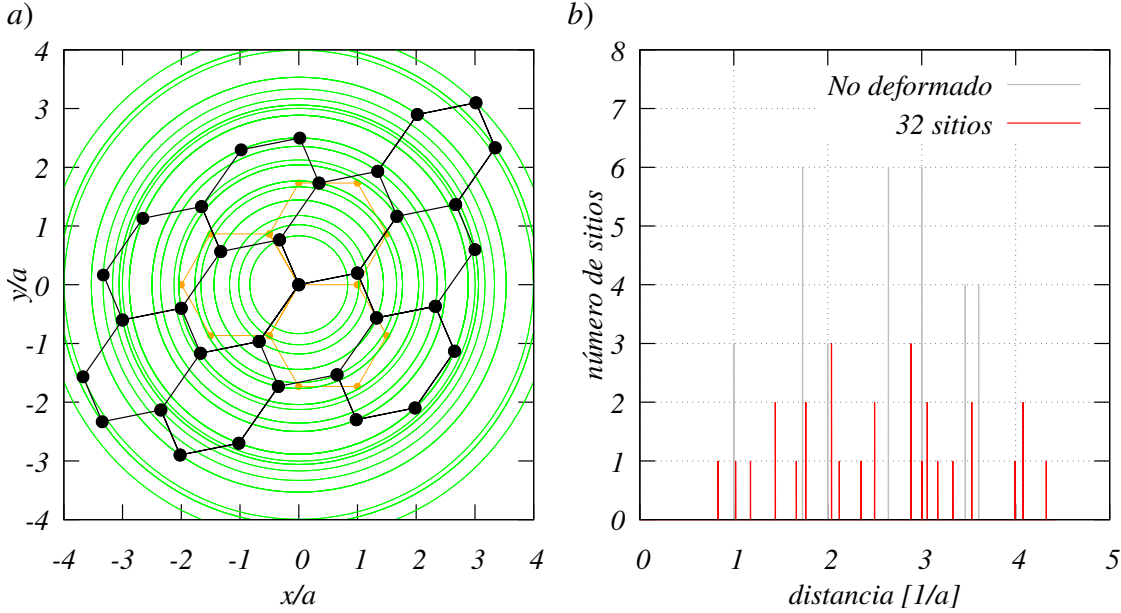 a)
4
3
2
1
0
-1
-2
-3
-4
y/a
-4 -3 -2 -1 0 1 2 3 4
x/a
b)
8
7
6
5
4
3
2
1
0
número de sitios
No deformado
32 sitios
0 1 2 3 4 5
distancia [1/a]